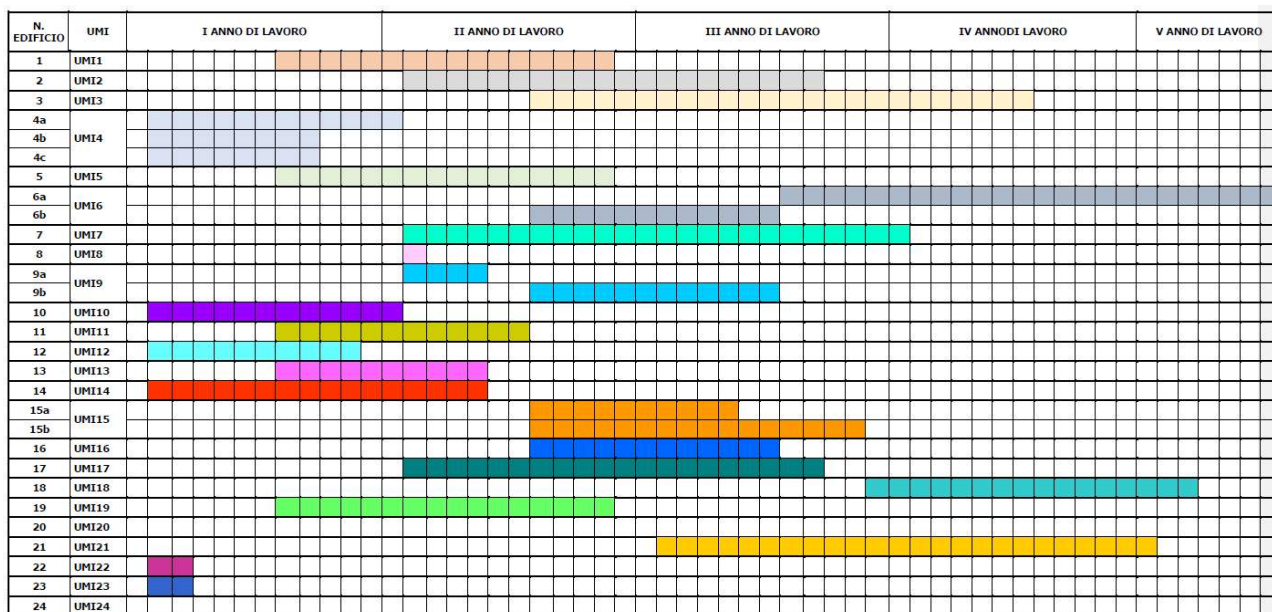 N. EDIFICIO UMI I ANNO DI LAVORO II ANNO DI LAVORO III ANNO DI LAVORO IV ANNODI LAVORO V ANNO DI LAVORO
1 UMI1
2 UMI2
3 UMI3
4a UMI4
4b
4c
5 UMI5
6a UMI6
6b
7 UMI7
8 UMI8
9a UMI9
9b
10 UMI10
11 UMI11
12 UMI12
13 UMI13
14 UMI14
15a UMI15
15b
16 UMI16
17 UMI17
18 UMI18
19 UMI19
20 UMI20
21 UMI21
22 UMI22
23 UMI23
24 UMI24